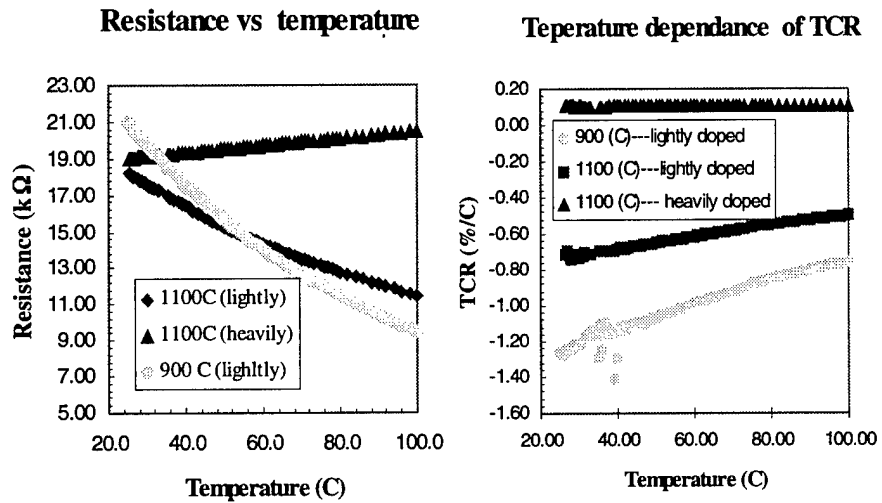 Resistance vs temperature
23.00
21.00
19.00
17.00
15.00
13.00
11.00
9.00
7.00
5.00
Resistance (kΩ)
1100C (lightly)
1100C (heavily)
900 C (lighltly)
20.0 40.0 60.0 80.0 100.0
Temperature (C)
Teperature dependance of TCR
0.20
0.00
-0.20
-0.40
-0.60
-0.80
-1.00
-1.20
-1.40
-1.60
TCR (%/C)
900 (C)---lightly doped
1100 (C)---lightly doped
1100 (C)--- heavily doped
20.00 40.00 60.00 80.00 100.00
Temperature (C)